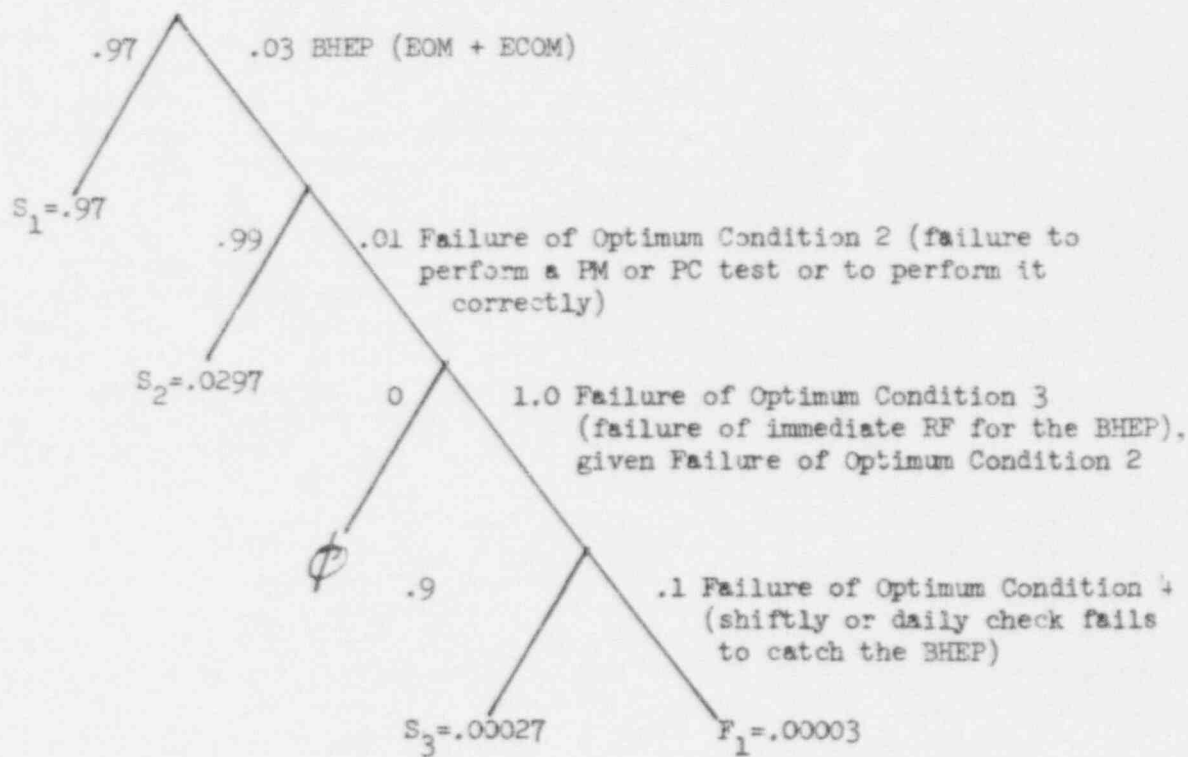 .97 .03 BHEP (EOM + ECOM)
S1=.97
.99 .01 Failure of Optimum Condition 2 (failure to
perform a PM or PC test or to perform it
correctly)
S2=.0297
0 1.0 Failure of Optimum Condition 3
(failure of immediate RF for the BHEP),
given Failure of Optimum Condition 2
₵
.9 .1 Failure of Optimum Condition 4
(shiftly or daily check fails
to catch the BHEP)
S3=.00027 F1=.00003